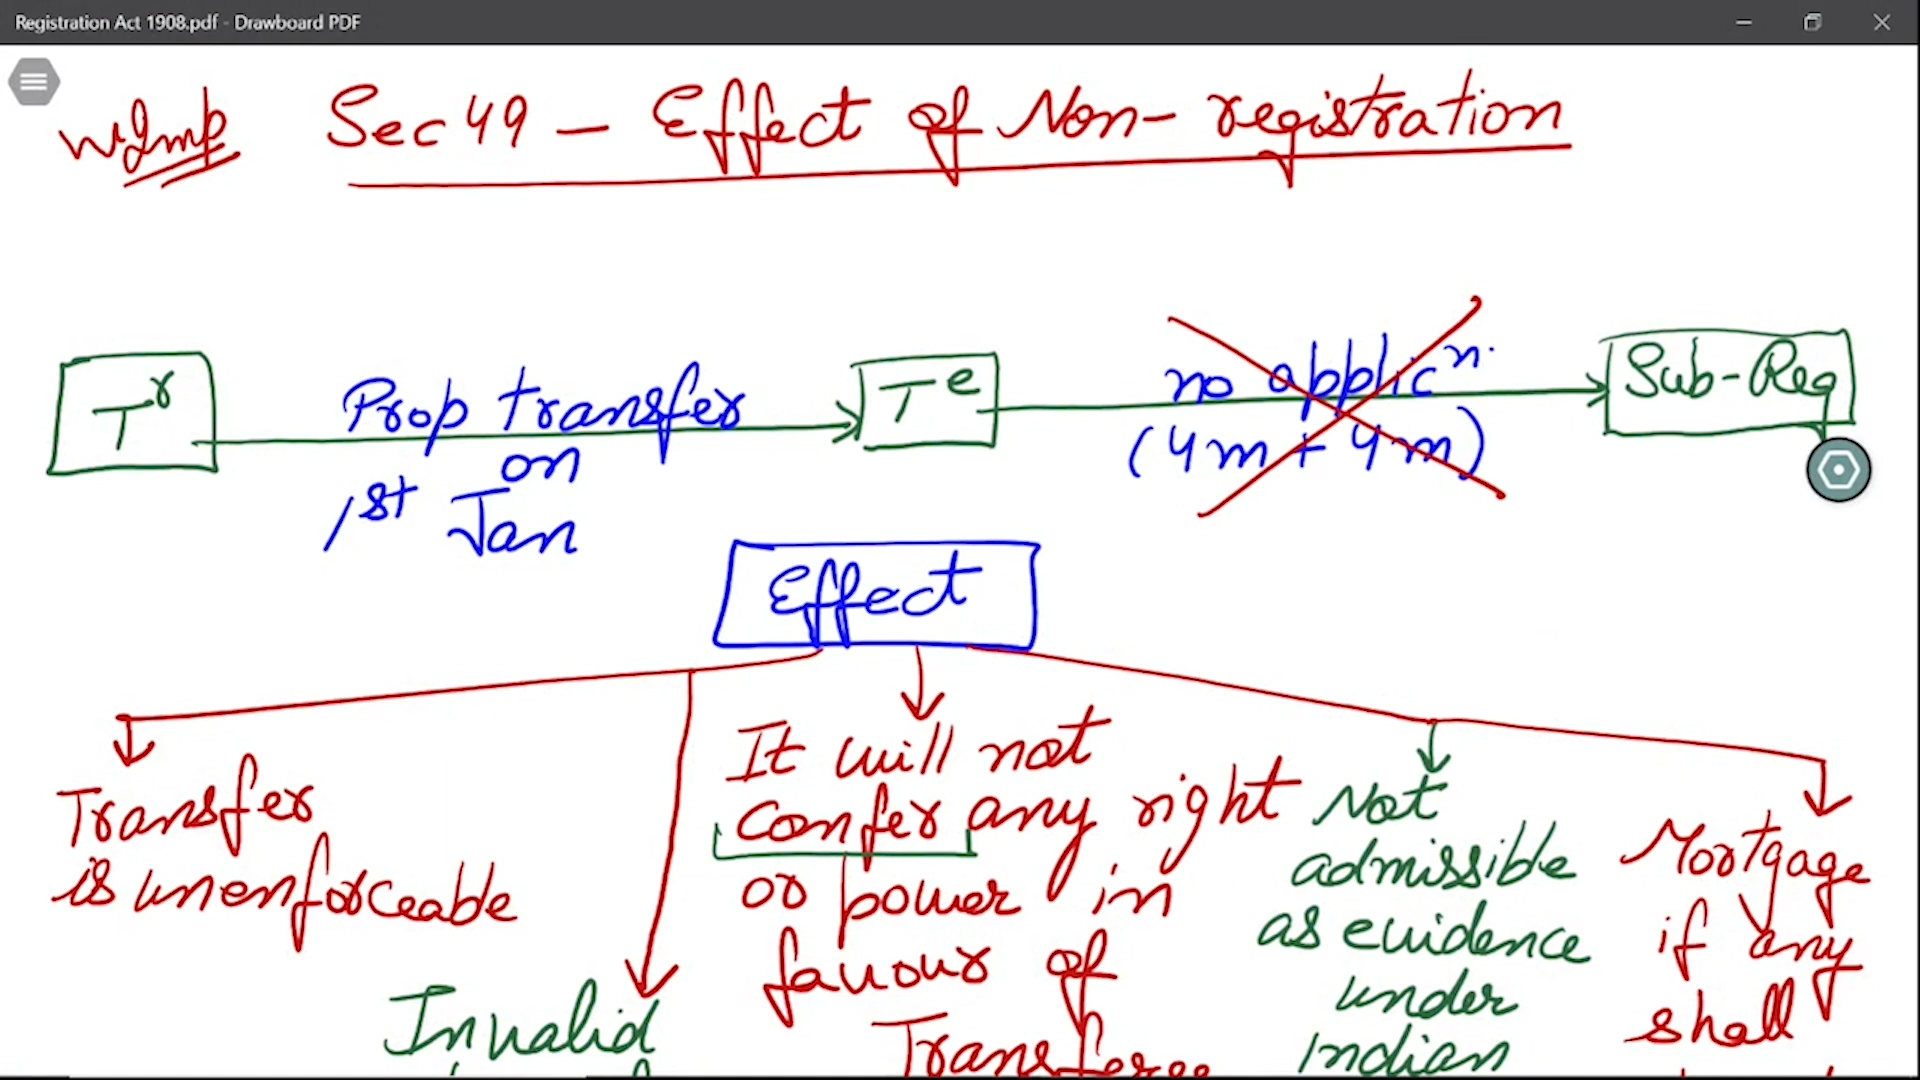 Registration Act 1908.pdf - Drawboard PDF
wImp Sec 49 - Effect of Non-registration
Tr
Prop transfer
on
1st Jan
Te
no applicn.
(4m + 4m)
Sub-Reg
Effect
Transfer
is unenforceable
Invalid
It will not
confer any right
or power in
favour of
Transferee
Not
admissible
as evidence
under
Indian
Mortgage
if any
shall